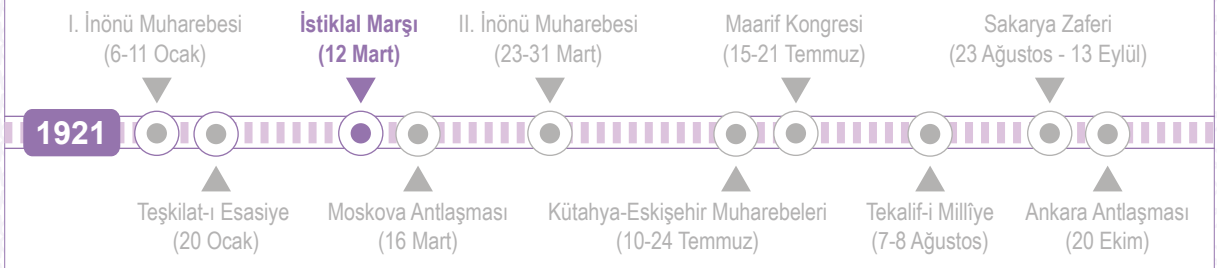 I. İnönü Muharebesi
(6-11 Ocak)
İstiklal Marşı
(12 Mart)
II. İnönü Muharebesi
(23-31 Mart)
Maarif Kongresi
(15-21 Temmuz)
Sakarya Zaferi
(23 Ağustos - 13 Eylül)
1921
Teşkilat-ı Esasiye
(20 Ocak)
Moskova Antlaşması
(16 Mart)
Kütahya-Eskişehir Muharebeleri
(10-24 Temmuz)
Tekalif-i Millîye
(7-8 Ağustos)
Ankara Antlaşması
(20 Ekim)